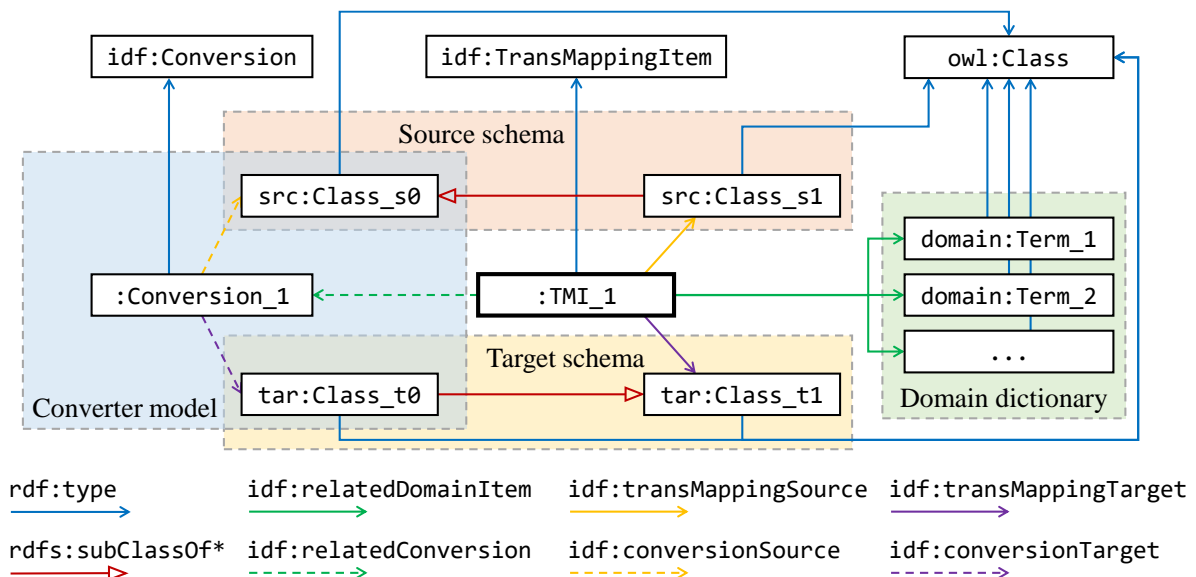 idf:Conversion
idf:TransMappingItem
owl:Class
Source schema
src:Class_s0
src:Class_s1
domain:Term_1
:Conversion_1
:TMI_1
domain:Term_2
...
Target schema
tar:Class_t0
tar:Class_t1
Converter model
Domain dictionary
rdf:type
idf:relatedDomainItem
idf:transMappingSource
idf:transMappingTarget
rdfs:subClassOf*
idf:relatedConversion
idf:conversionSource
idf:conversionTarget